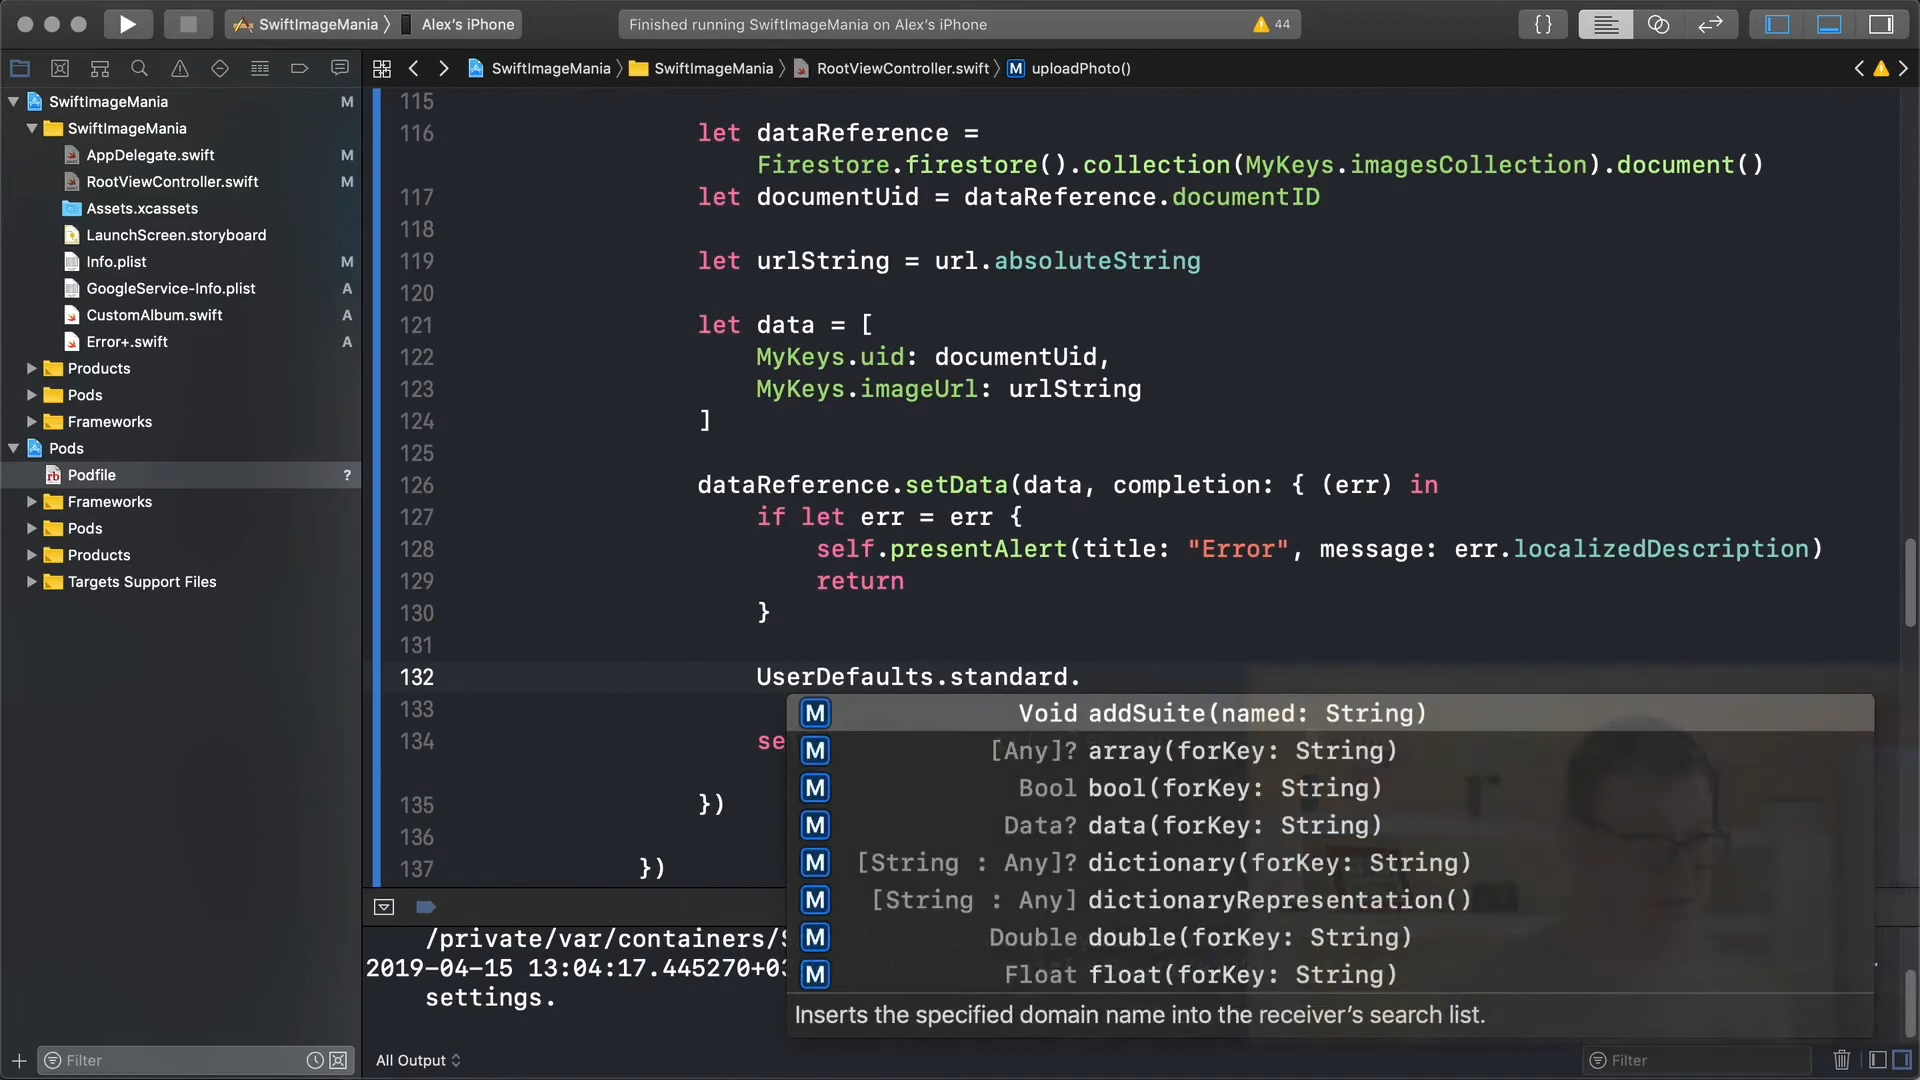 SwiftImageMania Alex's iPhone
Finished running SwiftImageMania on Alex's iPhone
44
SwiftImageMania SwiftImageMania RootViewController.swift M uploadPhoto()
SwiftImageMania M
SwiftImageMania
AppDelegate.swift M
RootViewController.swift M
Assets.xcassets
LaunchScreen.storyboard
Info.plist M
GoogleService-Info.plist A
CustomAlbum.swift A
Error+.swift A
Products
Pods
Frameworks
Pods
rb Podfile ?
Frameworks
Pods
Products
Targets Support Files
Filter
115
116 let dataReference =
Firestore.firestore().collection(MyKeys.imagesCollection).document()
117 let documentUid = dataReference.documentID
118
119 let urlString = url.absoluteString
120
121 let data = [
122 MyKeys.uid: documentUid,
123 MyKeys.imageUrl: urlString
124 ]
125
126 dataReference.setData(data, completion: { (err) in
127 if let err = err {
128 self.presentAlert(title: "Error", message: err.localizedDescription)
129 return
130 }
131
132 UserDefaults.standard.
133
134 se
135 })
136
137 })
M Void addSuite(named: String)
M [Any]? array(forKey: String)
M Bool bool(forKey: String)
M Data? data(forKey: String)
M [String : Any]? dictionary(forKey: String)
M [String : Any] dictionaryRepresentation()
M Double double(forKey: String)
M Float float(forKey: String)
Inserts the specified domain name into the receiver's search list.
/private/var/containers/
2019-04-15 13:04:17.445270+0
settings.
All Output
Filter